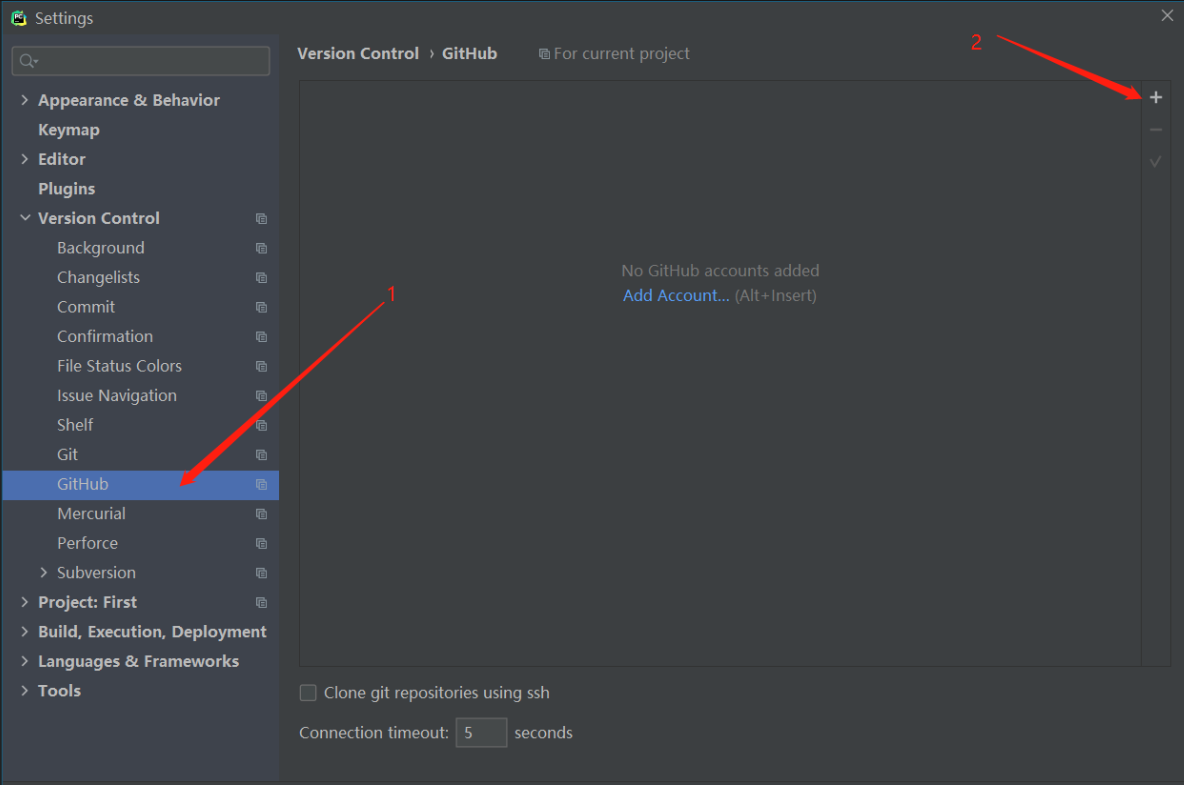 Settings
Version Control › GitHub For current project
2
Appearance & Behavior
Keymap
Editor
Plugins
Version Control
Background
Changelists
Commit
Confirmation
File Status Colors
Issue Navigation
Shelf
Git
GitHub
Mercurial
Perforce
Subversion
Project: First
Build, Execution, Deployment
Languages & Frameworks
Tools
1
No GitHub accounts added
Add Account... (Alt+Insert)
Clone git repositories using ssh
Connection timeout: 5 seconds